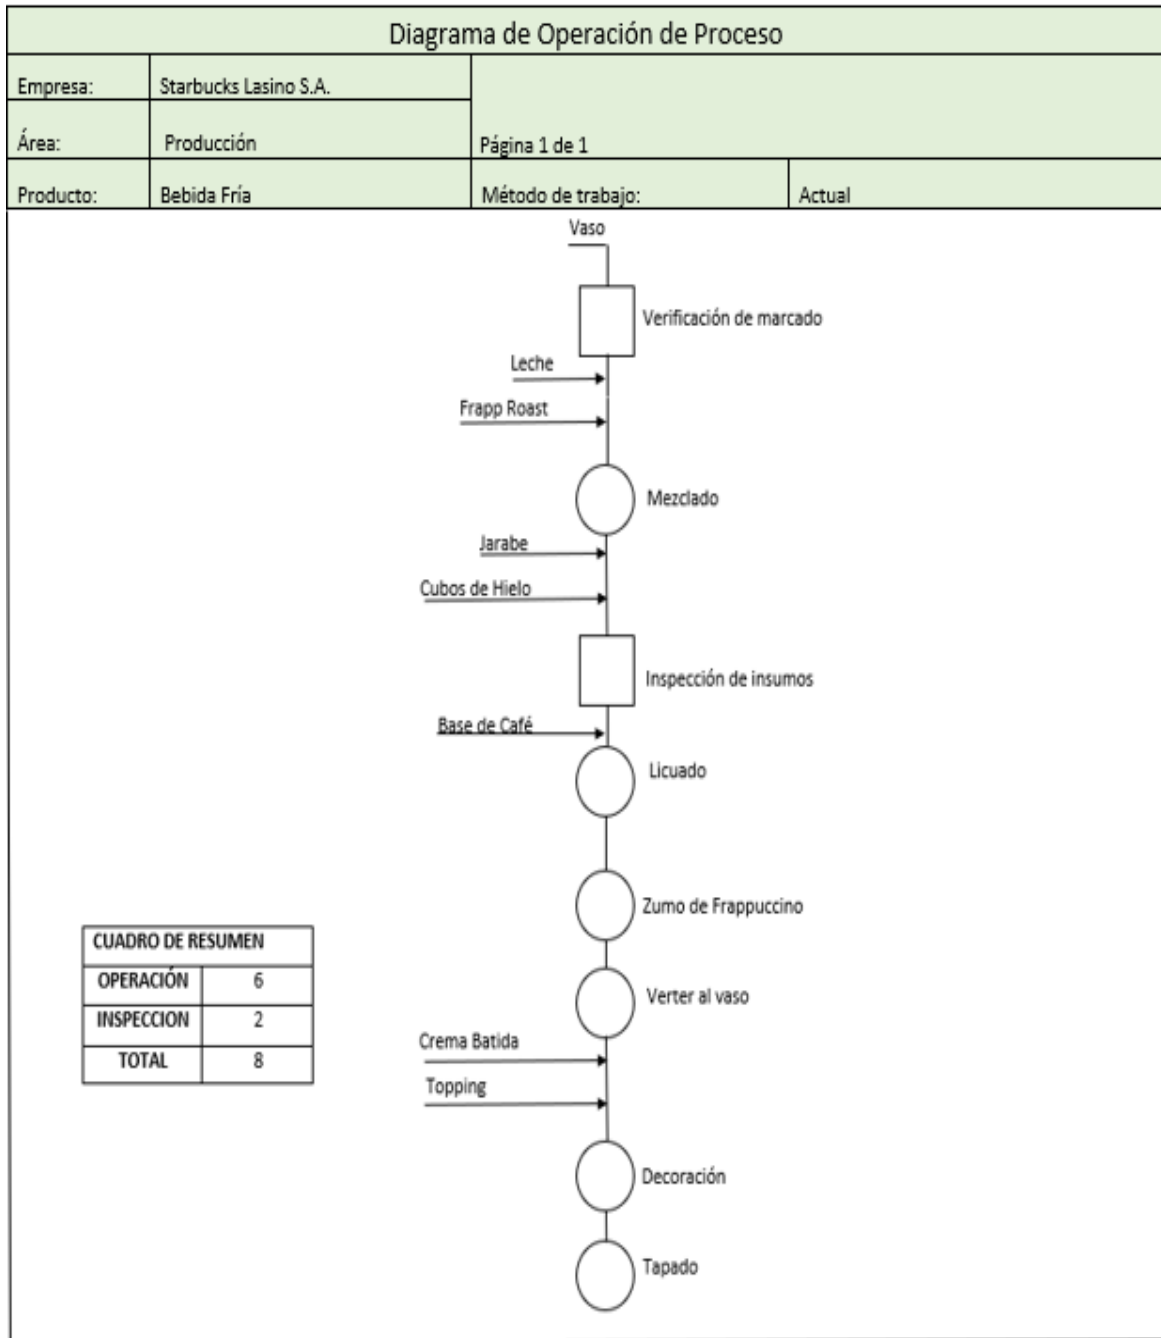 Diagrama de Operación de Proceso
Empresa: Starbucks Lasino S.A.
Área: Producción Página 1 de 1
Producto: Bebida Fría Método de trabajo: Actual
Vaso
Verificación de marcado
Leche
Frapp Roast
Mezclado
Jarabe
Cubos de Hielo
Inspección de insumos
Base de Café
Licuado
Zumo de Frappuccino
CUADRO DE RESUMEN
OPERACIÓN 6
INSPECCION 2
TOTAL 8
Verter al vaso
Crema Batida
Topping
Decoración
Tapado